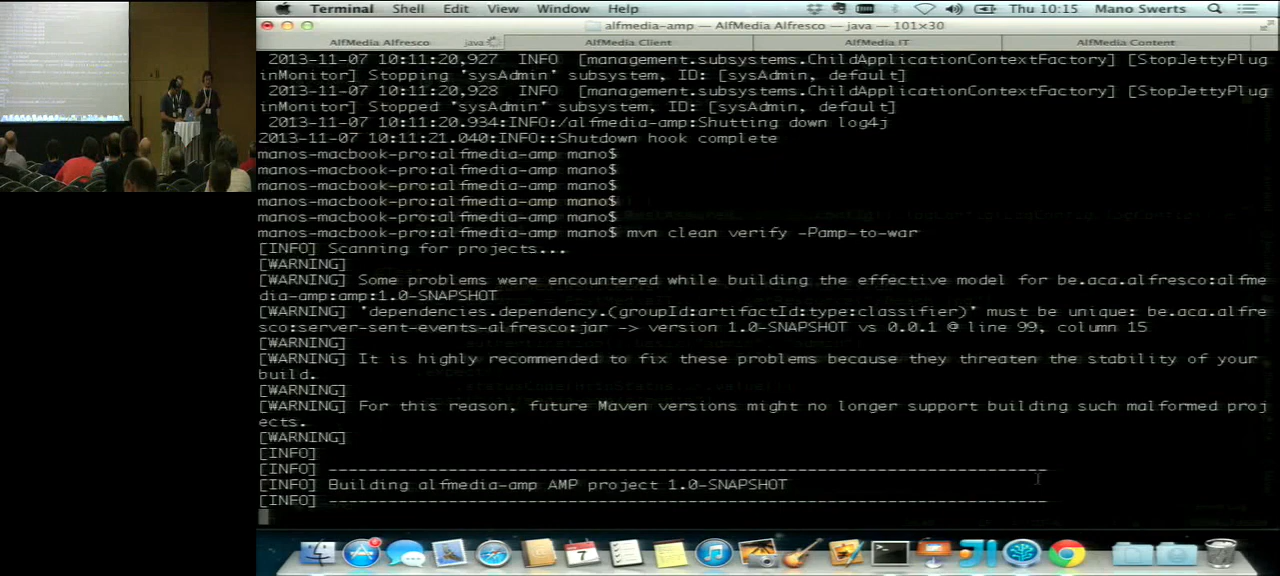 Terminal Shell Edit View Window Help Thu 10:15 Mano Swerts
alfmedia-amp — AlfMedia Alfresco — java — 101×30
AlfMedia Alfresco java AlfMedia Client AlfMedia IT AlfMedia Content
2013-11-07 10:11:20,927 INFO [management.subsystems.ChildApplicationContextFactory] [StopJettyPlug
inMonitor] Stopping 'sysAdmin' subsystem, ID: [sysAdmin, default]
2013-11-07 10:11:20,928 INFO [management.subsystems.ChildApplicationContextFactory] [StopJettyPlug
inMonitor] Stopped 'sysAdmin' subsystem, ID: [sysAdmin, default]
2013-11-07 10:11:20.934:INFO:/alfmedia-amp:Shutting down log4j
2013-11-07 10:11:21.040:INFO::Shutdown hook complete
manos-macbook-pro:alfmedia-amp mano$
manos-macbook-pro:alfmedia-amp mano$
manos-macbook-pro:alfmedia-amp mano$
manos-macbook-pro:alfmedia-amp mano$
manos-macbook-pro:alfmedia-amp mano$
manos-macbook-pro:alfmedia-amp mano$ mvn clean verify -Pamp-to-war
[INFO] Scanning for projects...
[WARNING]
[WARNING] Some problems were encountered while building the effective model for be.aca.alfresco:alfme
dia-amp:amp:1.0-SNAPSHOT
[WARNING] 'dependencies.dependency.(groupId:artifactId:type:classifier)' must be unique: be.aca.alfre
sco:server-sent-events-alfresco:jar -> version 1.0-SNAPSHOT vs 0.0.1 @ line 99, column 15
[WARNING]
[WARNING] It is highly recommended to fix these problems because they threaten the stability of your
build.
[WARNING]
[WARNING] For this reason, future Maven versions might no longer support building such malformed proj
ects.
[WARNING]
[INFO]
[INFO] ------------------------------------------------------------------------
[INFO] Building alfmedia-amp AMP project 1.0-SNAPSHOT
[INFO] ------------------------------------------------------------------------